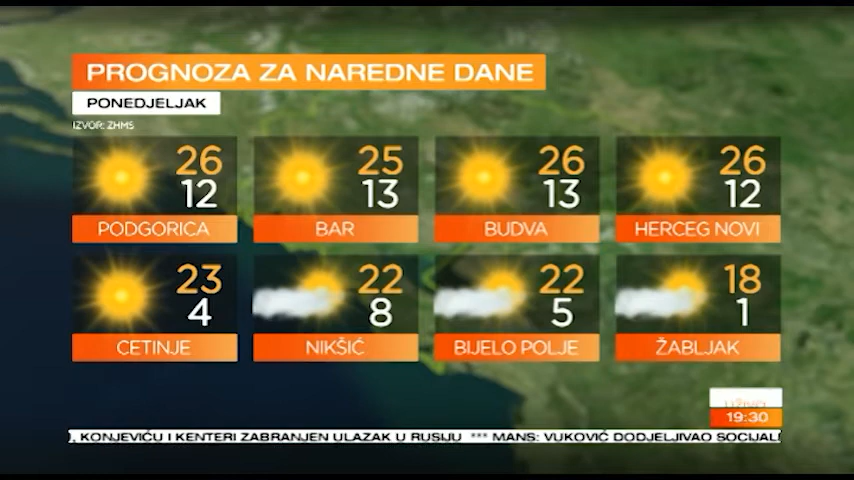 PROGNOZA ZA NAREDNE DANE
PONEDJELJAK
IZVOR: ZHMS
26 25 26 26
12 13 13 12
PODGORICA BAR BUDVA HERCEG NOVI
23 22 22 18
4 8 5 1
CETINJE NIKŠIĆ BIJELO POLJE ŽABLJAK
UŽIVO
19:30
KONJEVIĆU I KENTERI ZABRANJEN ULAZAK U RUSIJU *** MANS: VUKOVIĆ DODJELJIVAO